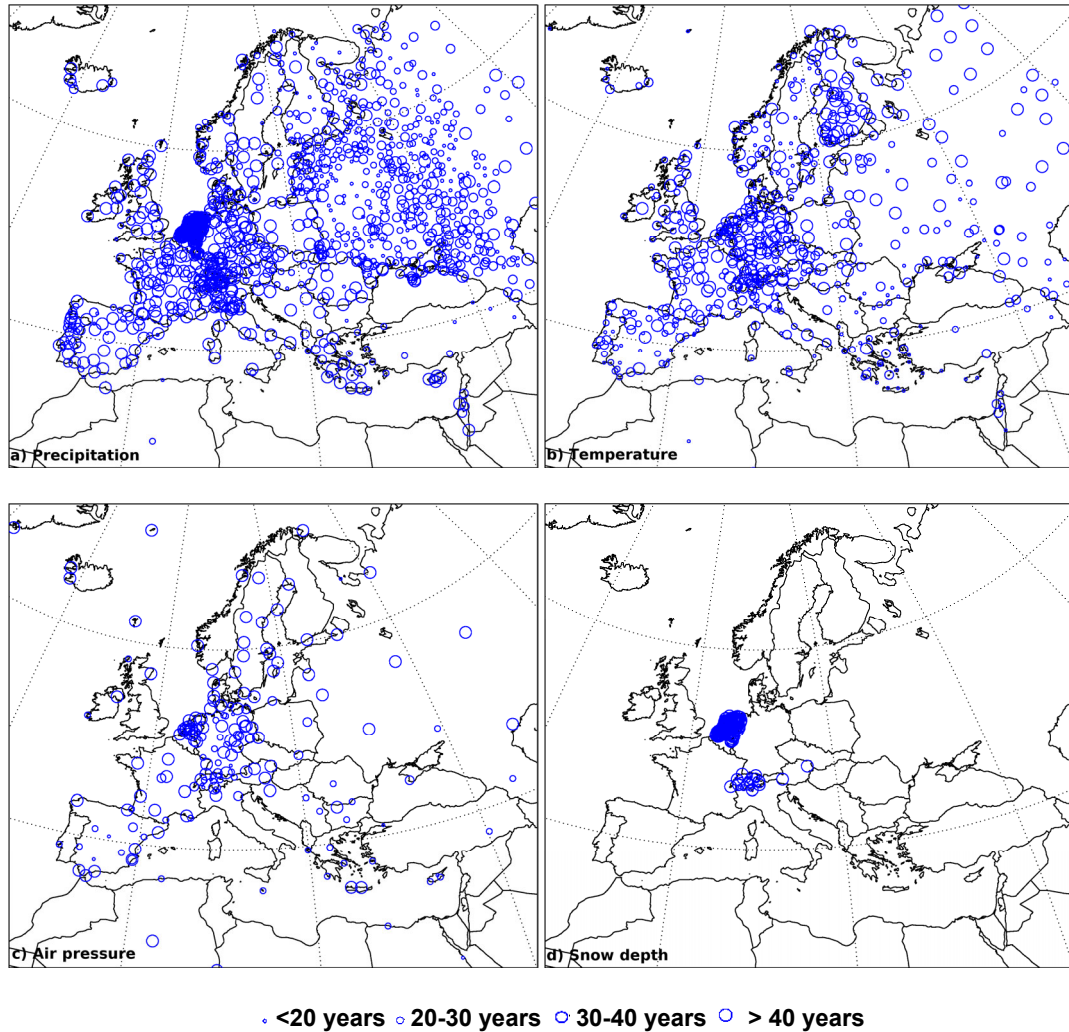 a) Precipitation
b) Temperature
c) Air pressure
d) Snow depth
<20 years 20-30 years 30-40 years > 40 years